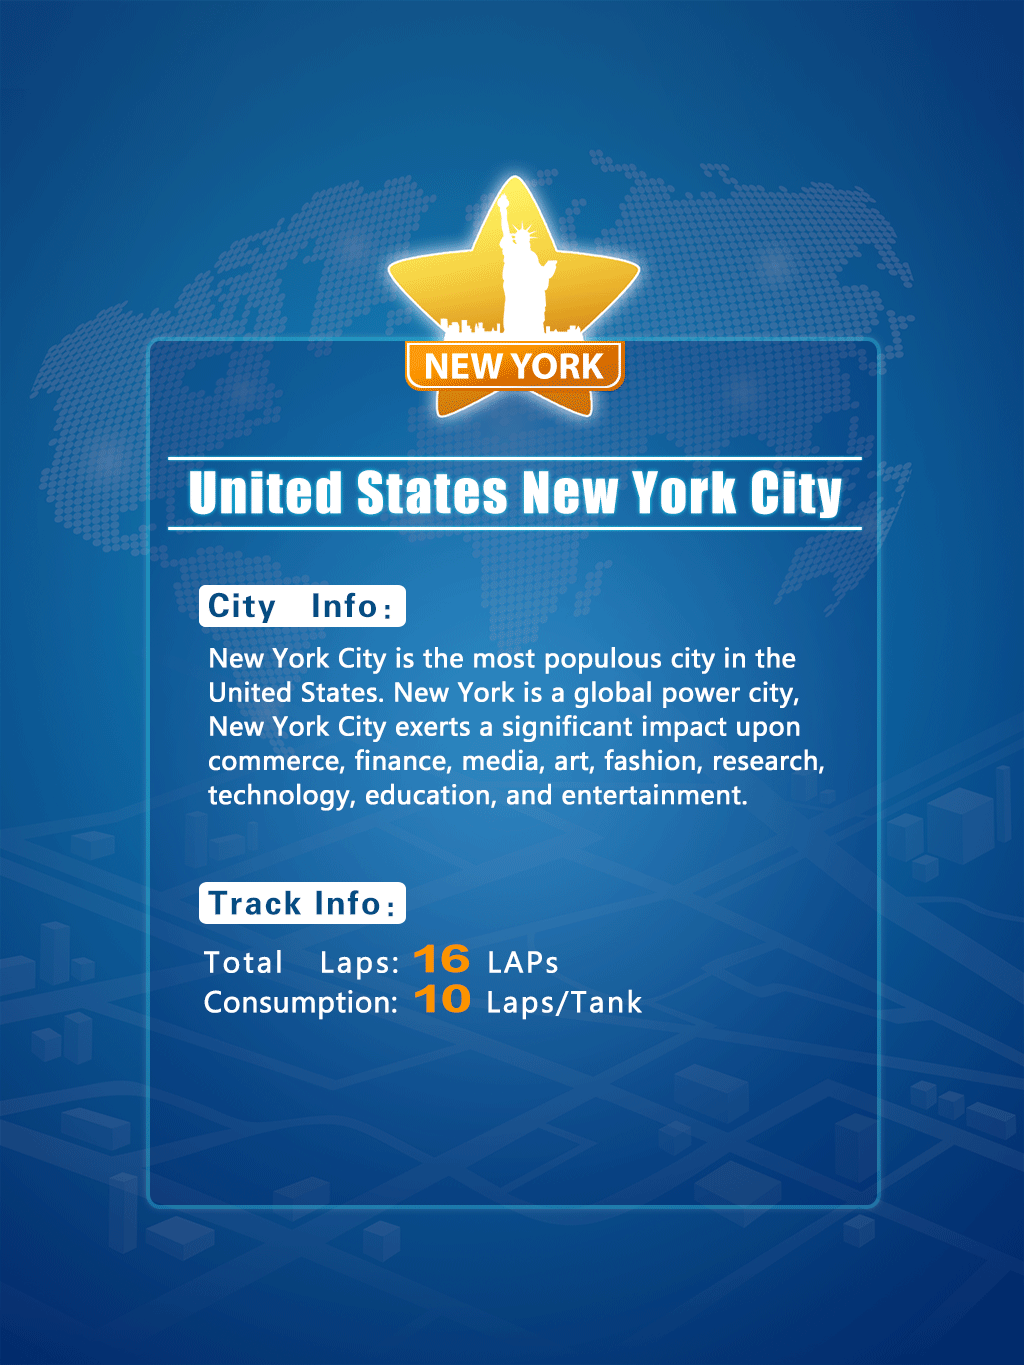 NEW YORK
United States New York City
City Info:
New York City is the most populous city in the
United States. New York is a global power city,
New York City exerts a significant impact upon
commerce, finance, media, art, fashion, research,
technology, education, and entertainment.
Track Info:
Total Laps: 16 LAPs
Consumption: 10 Laps/Tank